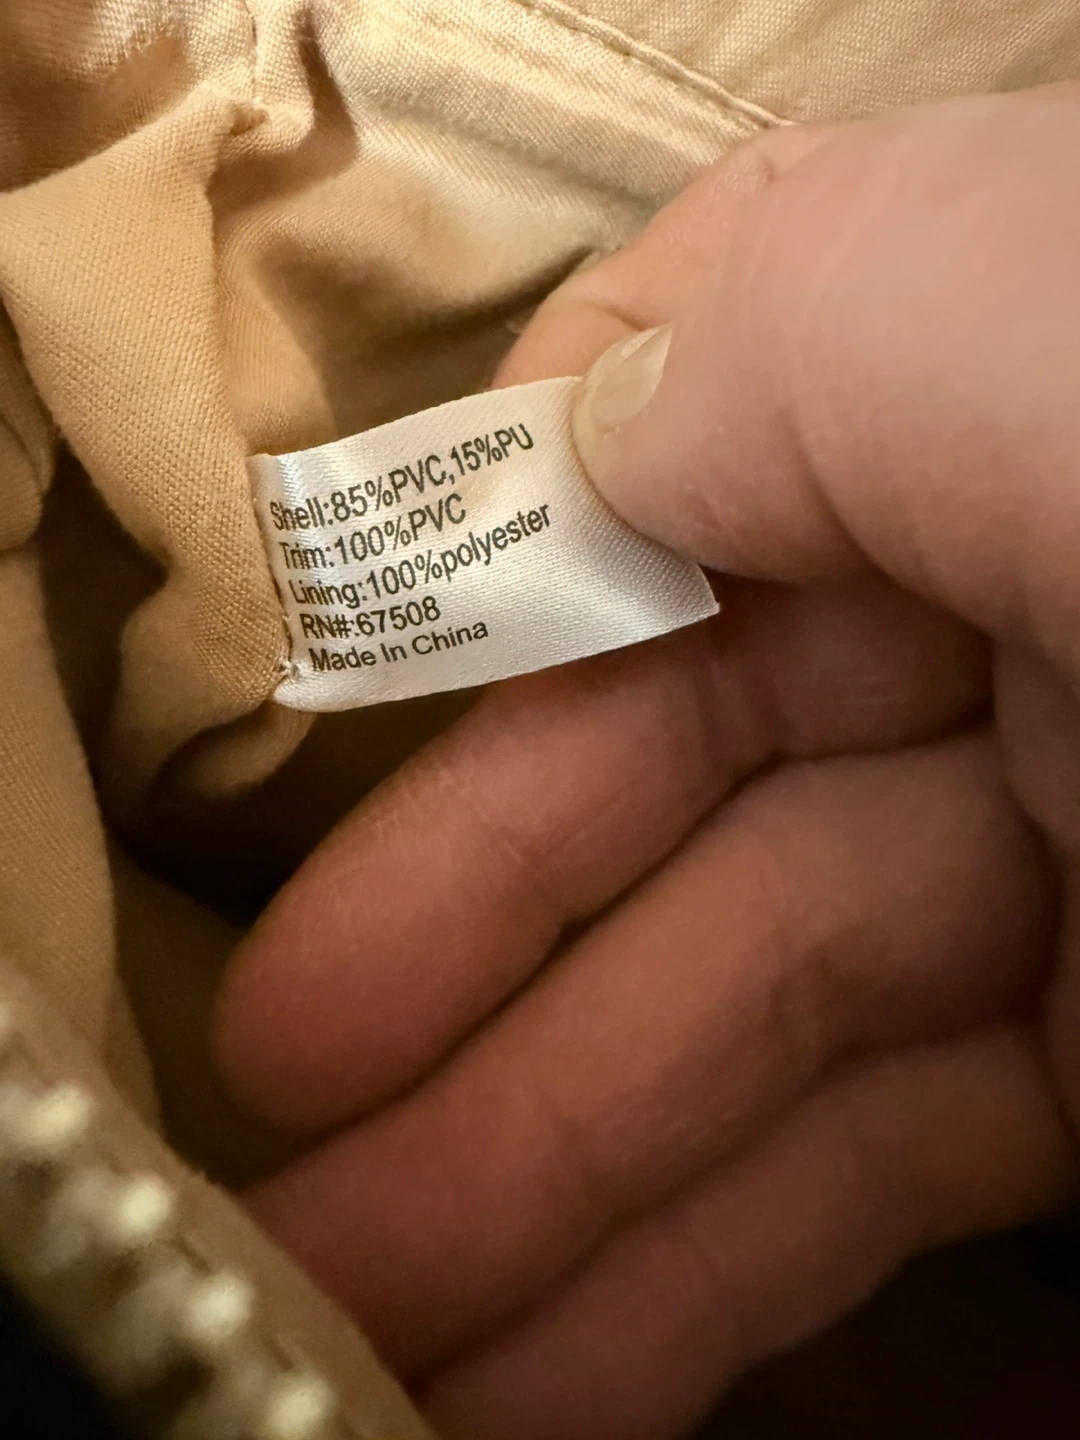 Shell:85%PVC,15%PU
Trim:100%PVC
Lining:100%polyester
RN#:67508
Made In China